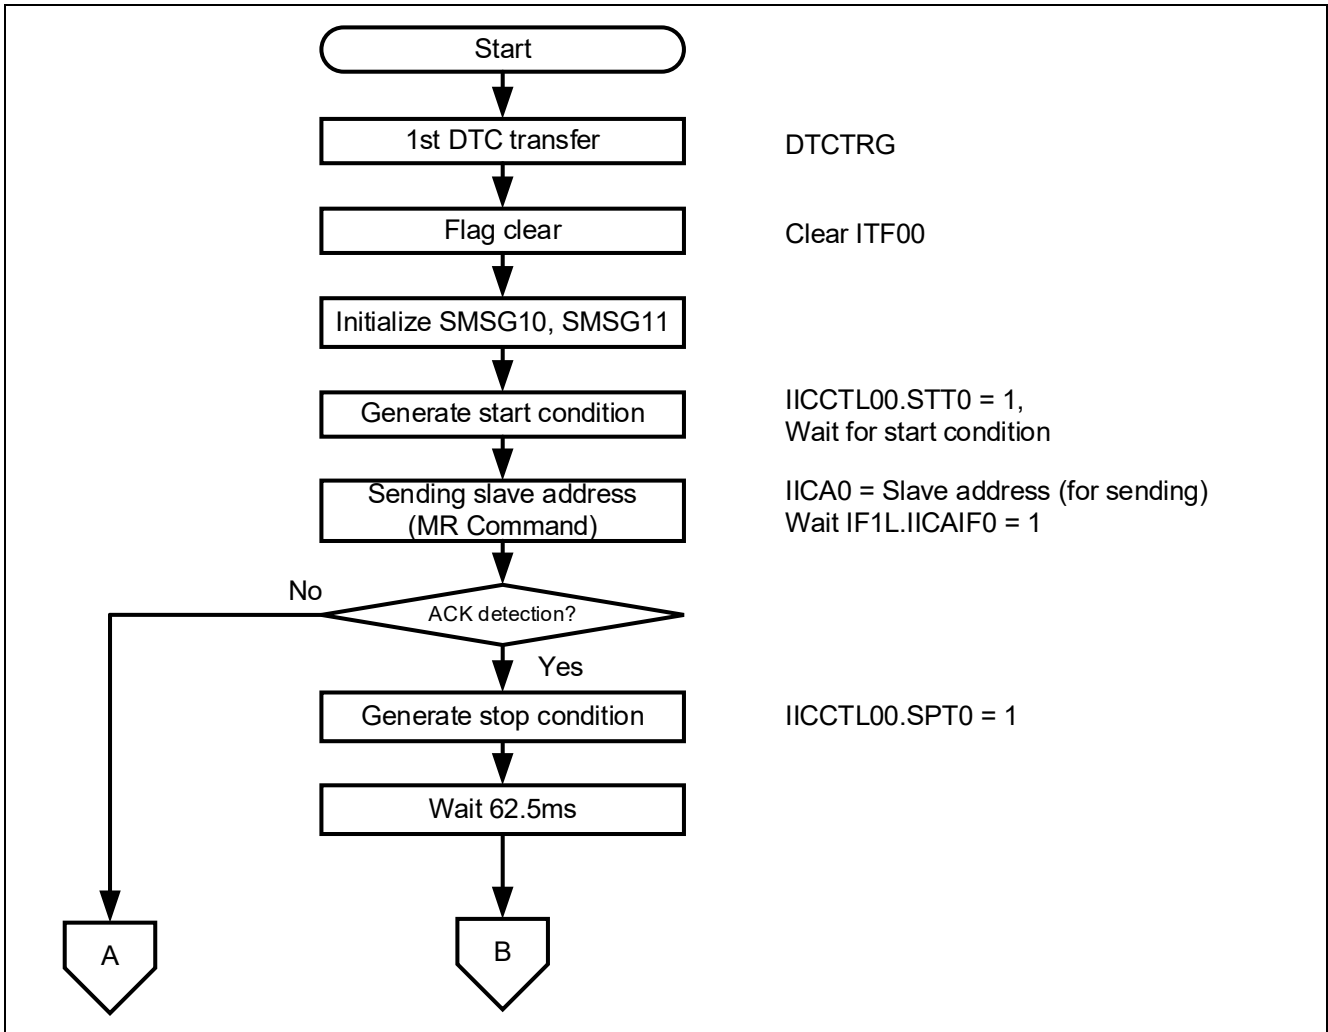 Start
1st DTC transfer
DTCTRG
Flag clear
Clear ITF00
Initialize SMSG10, SMSG11
Generate start condition
IICCTL00.STT0 = 1,
Wait for start condition
Sending slave address
(MR Command)
IICA0 = Slave address (for sending)
Wait IF1L.IICAIF0 = 1
No
ACK detection?
Yes
Generate stop condition
IICCTL00.SPT0 = 1
Wait 62.5ms
A
B